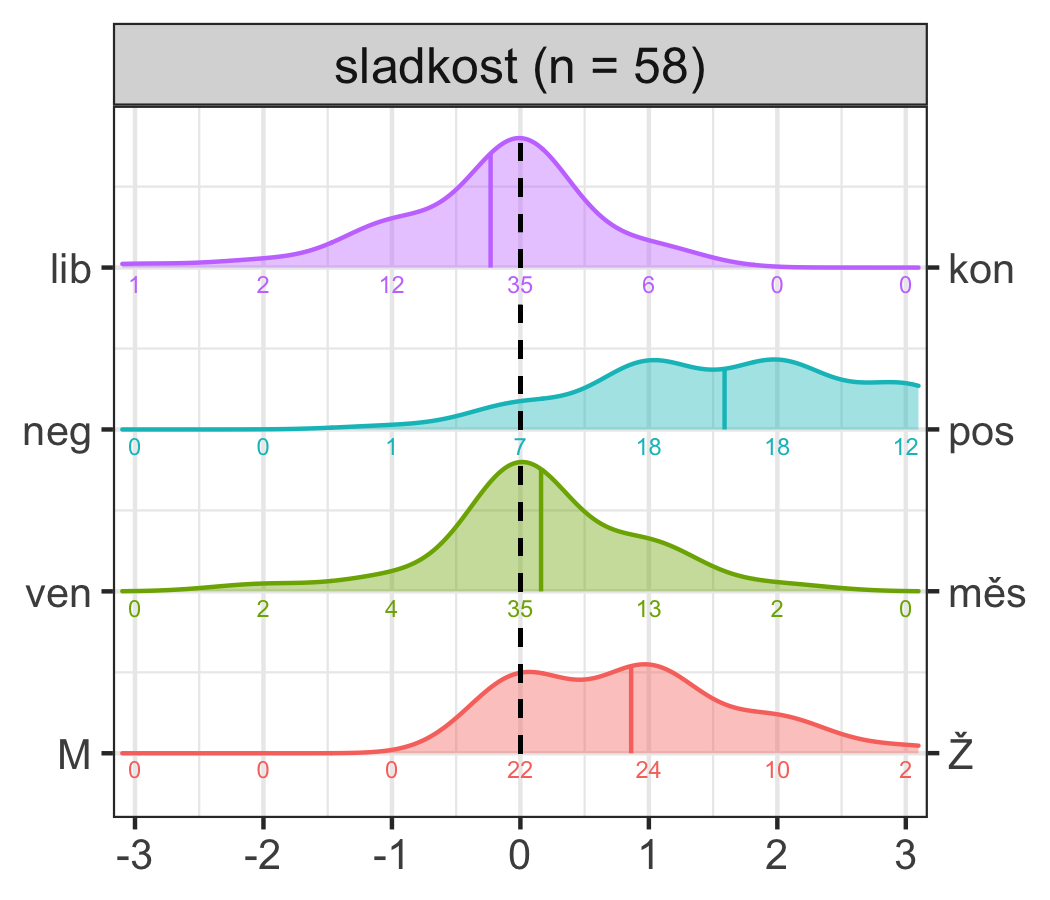 sladkost (n = 58)
lib kon
1 2 12 35 6 0 0
neg pos
0 0 1 7 18 18 12
ven měs
0 2 4 35 13 2 0
M Ž
0 0 0 22 24 10 2
-3 -2 -1 0 1 2 3